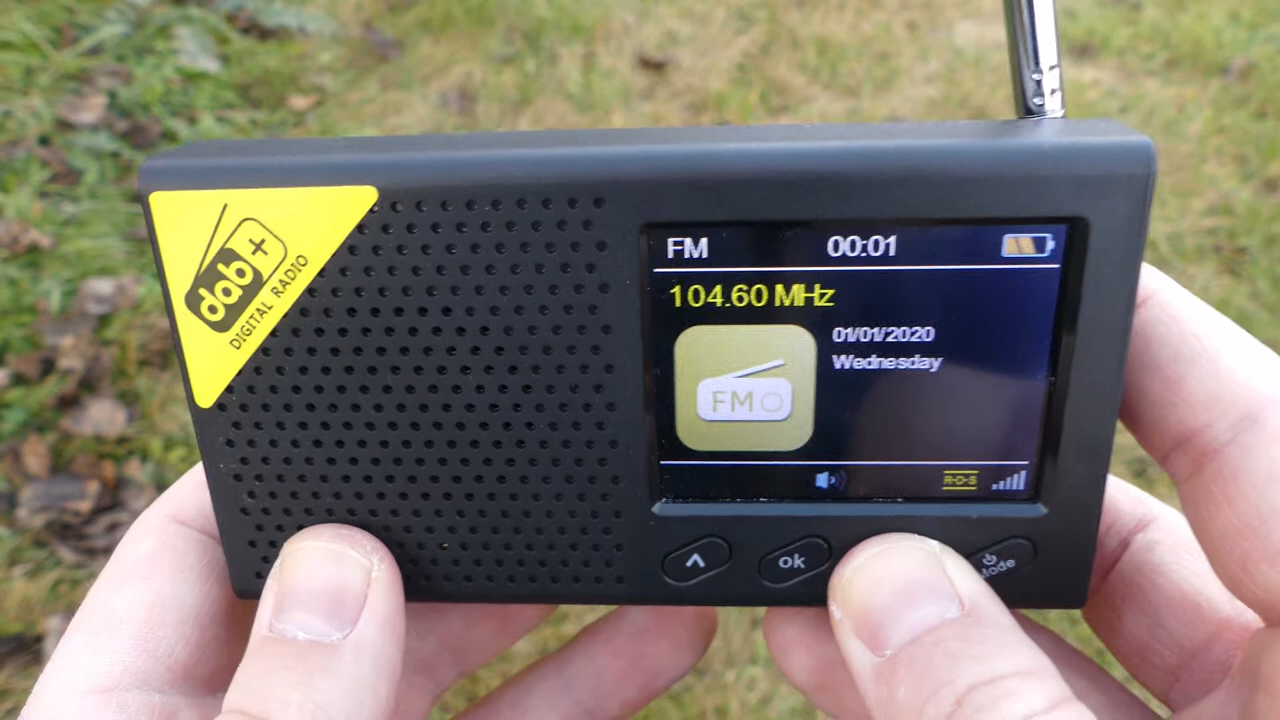 dab+
DIGITAL RADIO
FM 00:01
104.60 MHz
01/01/2020
Wednesday
FM
R·D·S
ok
Mode